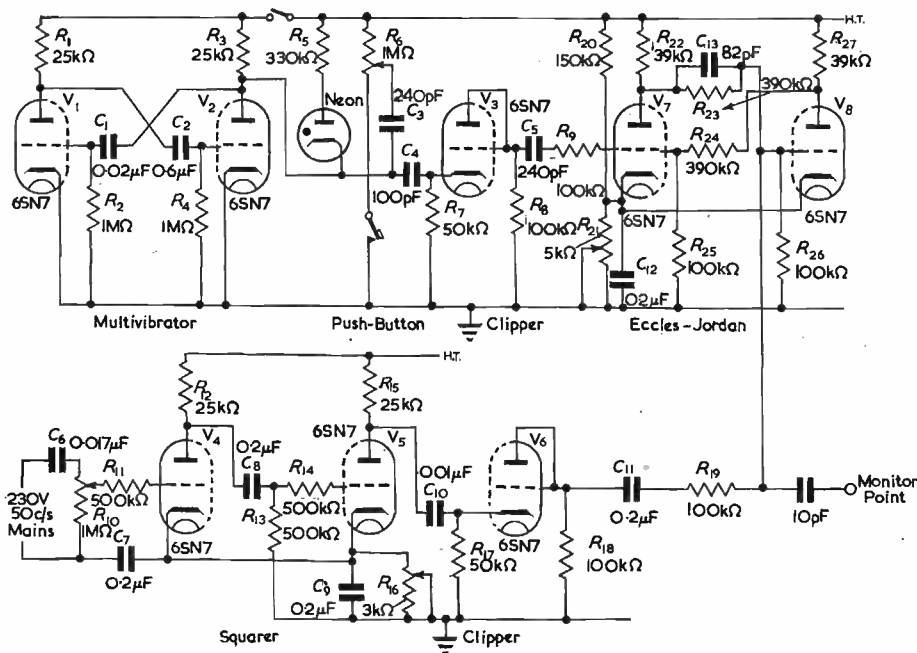 H.T.
R1
25kΩ
R3
25kΩ
R5
330kΩ
R6
1MΩ
R20
150kΩ
R22
39kΩ
C13
82pF
R27
39kΩ
V1
V2
Neon
240pF
C3
V3
6SN7
V7
390kΩ
R23
V8
C1
0·02μF
C2
0·6μF
C4
100pF
C5
240pF
R9
100kΩ
R24
390kΩ
6SN7
R2
1MΩ
R4
1MΩ
6SN7
R7
50kΩ
R8
100kΩ
R21
5kΩ
6SN7
C12
0·2μF
R25
100kΩ
6SN7
R26
100kΩ
Multivibrator
Push-Button
Clipper
Eccles-Jordan
H.T.
R12
25kΩ
R15
25kΩ
C6
0·017μF
V4
0·2μF
C8
6SN7
V5
0·01μF
C10
V6
230V
50c/s
Mains
R11
500kΩ
R10
1MΩ
R14
500kΩ
R13
500kΩ
C11
0·2μF
R19
100kΩ
10pF
Monitor
Point
C7
0·2μF
6SN7
C9
0·2μF
R16
3kΩ
R17
50kΩ
6SN7
R18
100kΩ
Squarer
Clipper